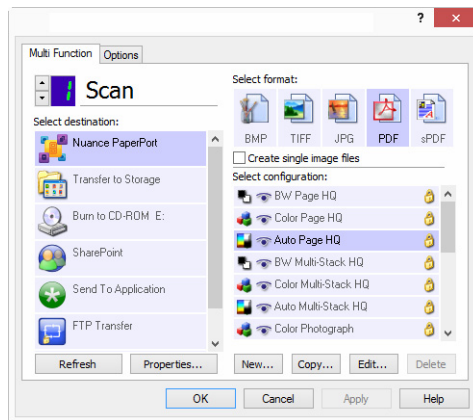 ?
Multi Function
Options
1
Scan
Select destination:
Nuance PaperPort
Transfer to Storage
Burn to CD-ROM E:
SharePoint
Send To Application
FTP Transfer
Refresh
Properties...
Select format:
BMP
TIFF
JPG
PDF
sPDF
Create single image files
Select configuration:
BW Page HQ
Color Page HQ
Auto Page HQ
BW Multi-Stack HQ
Color Multi-Stack HQ
Auto Multi-Stack HQ
Color Photograph
New...
Copy...
Edit...
Delete
OK
Cancel
Apply
Help